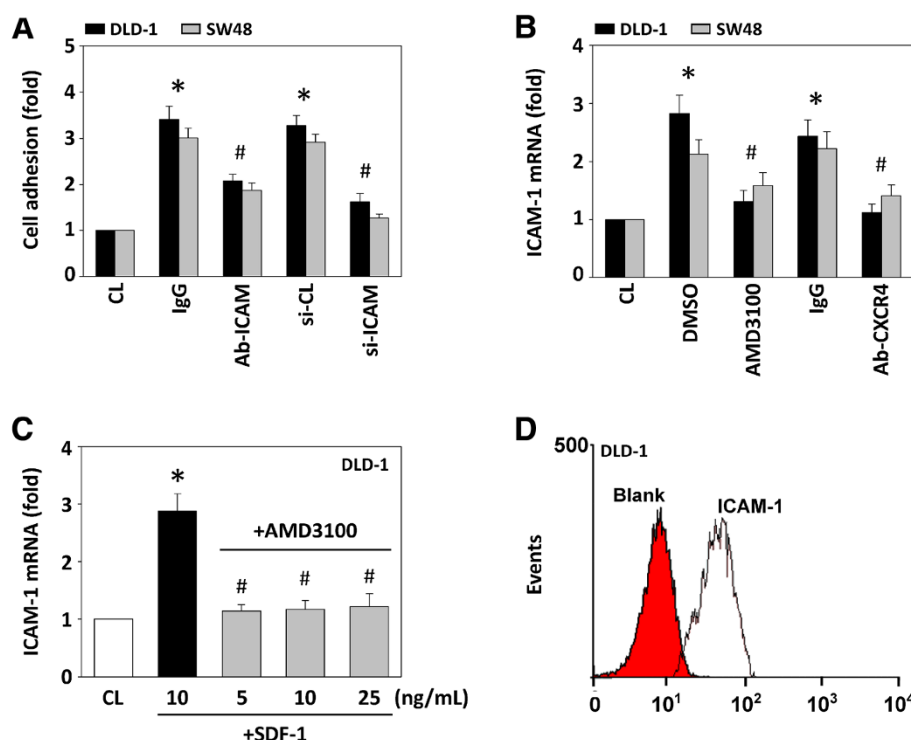 A
DLD-1 SW48
Cell adhesion (fold)
5
4
3
2
1
0
* # * #
CL IgG Ab-ICAM si-CL si-ICAM
B
DLD-1 SW48
ICAM-1 mRNA (fold)
4
3
2
1
0
* # * #
CL DMSO AMD3100 IgG Ab-CXCR4
C
DLD-1
ICAM-1 mRNA (fold)
4
3
2
1
0
*
+AMD3100
# # #
CL 10 5 10 25 (ng/mL)
+SDF-1
D
500
DLD-1
Blank ICAM-1
Events
0 10¹ 10² 10³ 10⁴